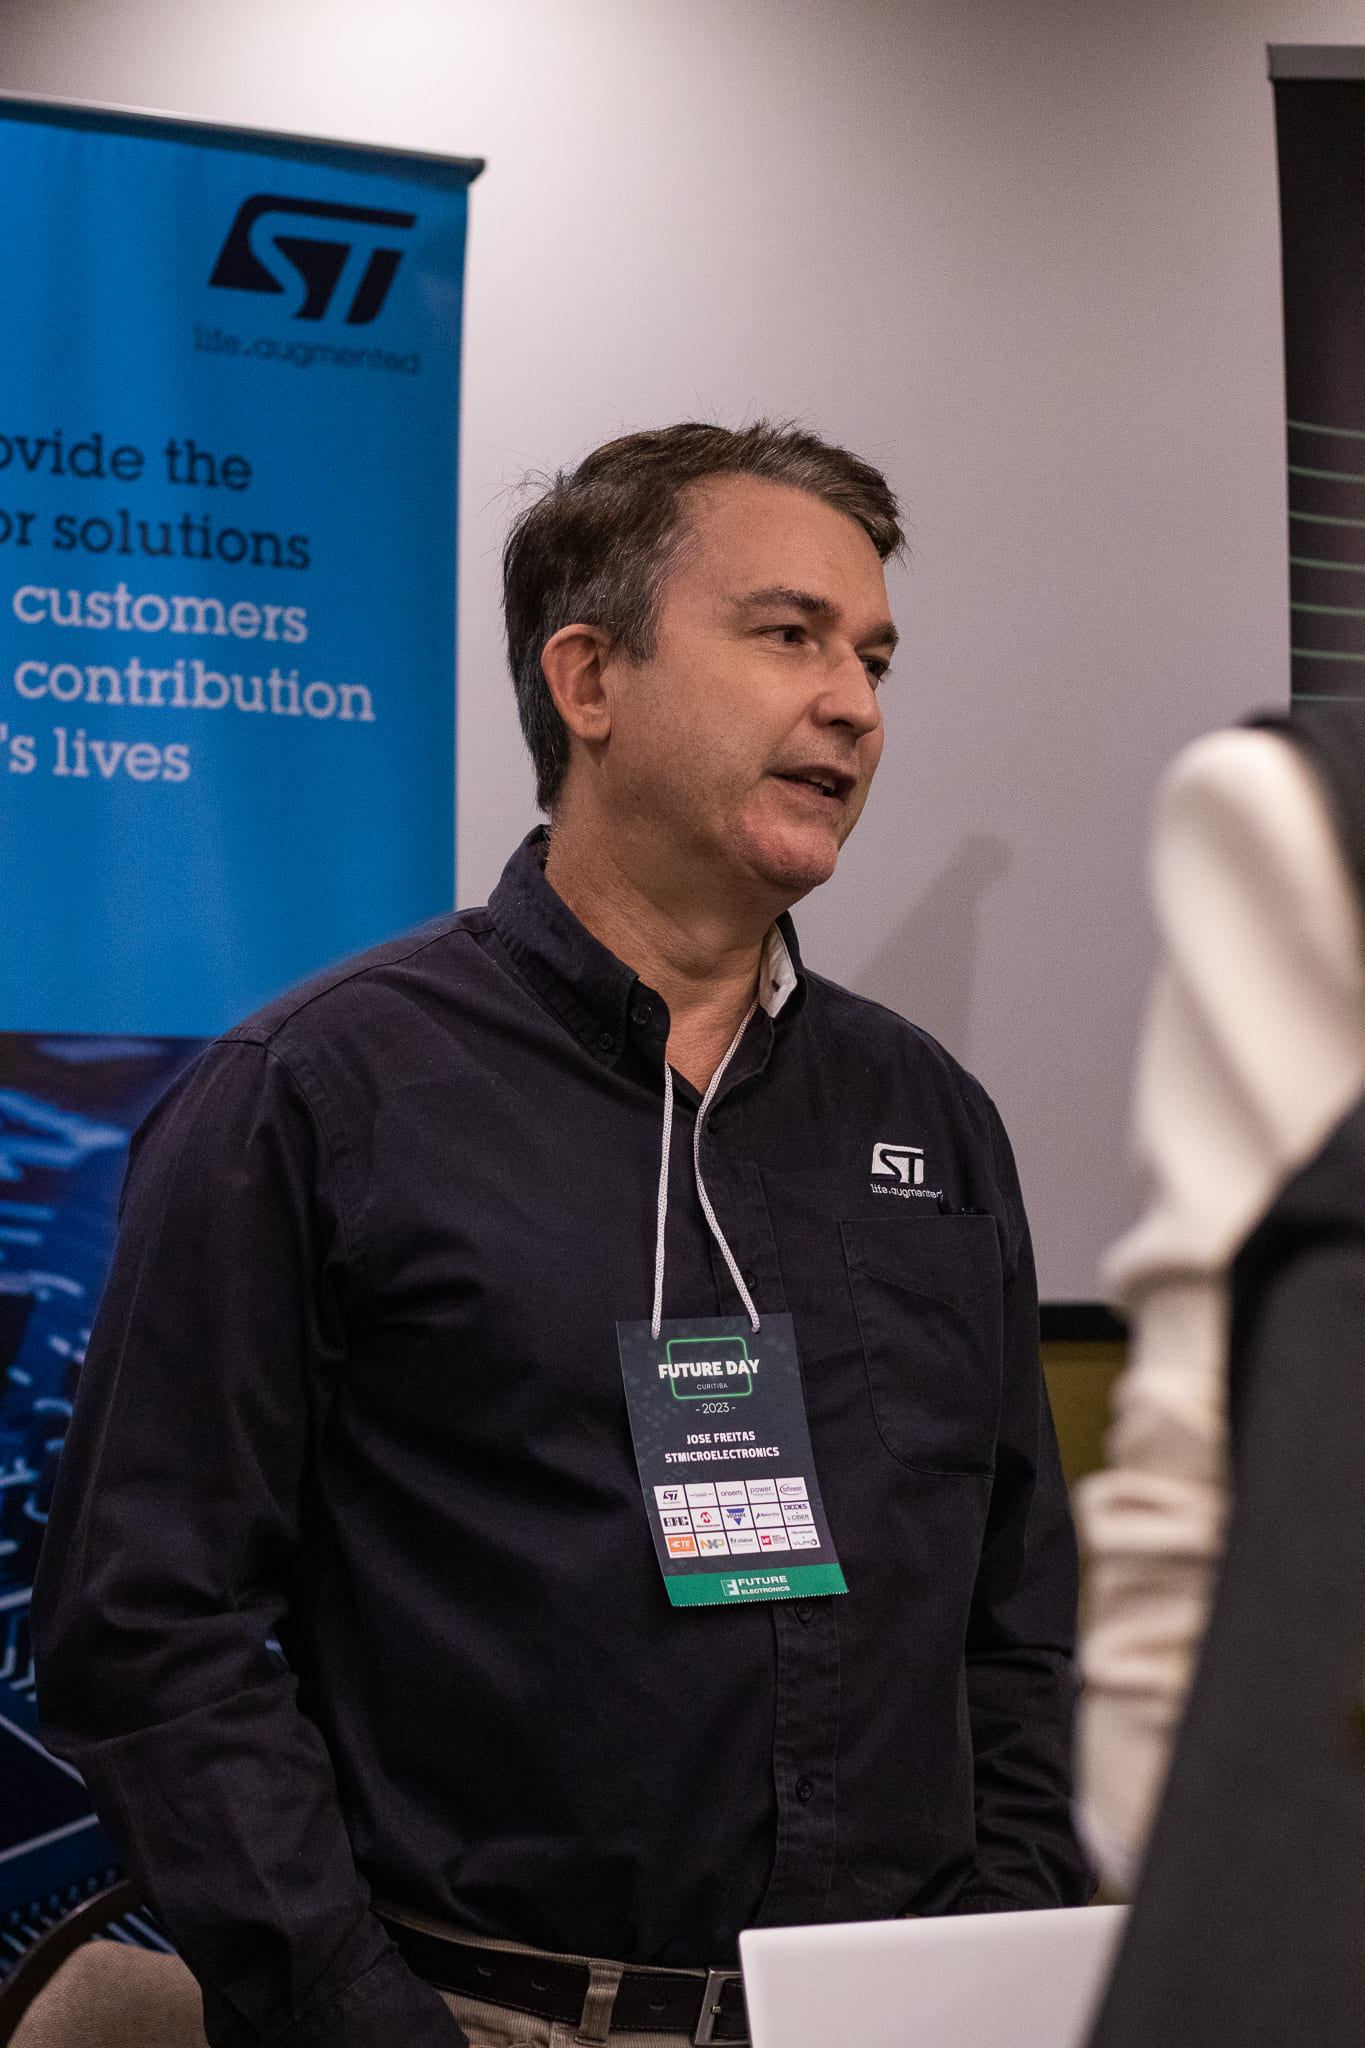 ST
life.augmented
ovide the
or solutions
customers
contribution
's lives
ST
life.augmented
FUTURE DAY
CURITIBA
- 2023 -
JOSE FREITAS
STMICROELECTRONICS
ST onsemi power infineon
VISHAY DIODES
TE NXP
FUTURE
ELECTRONICS